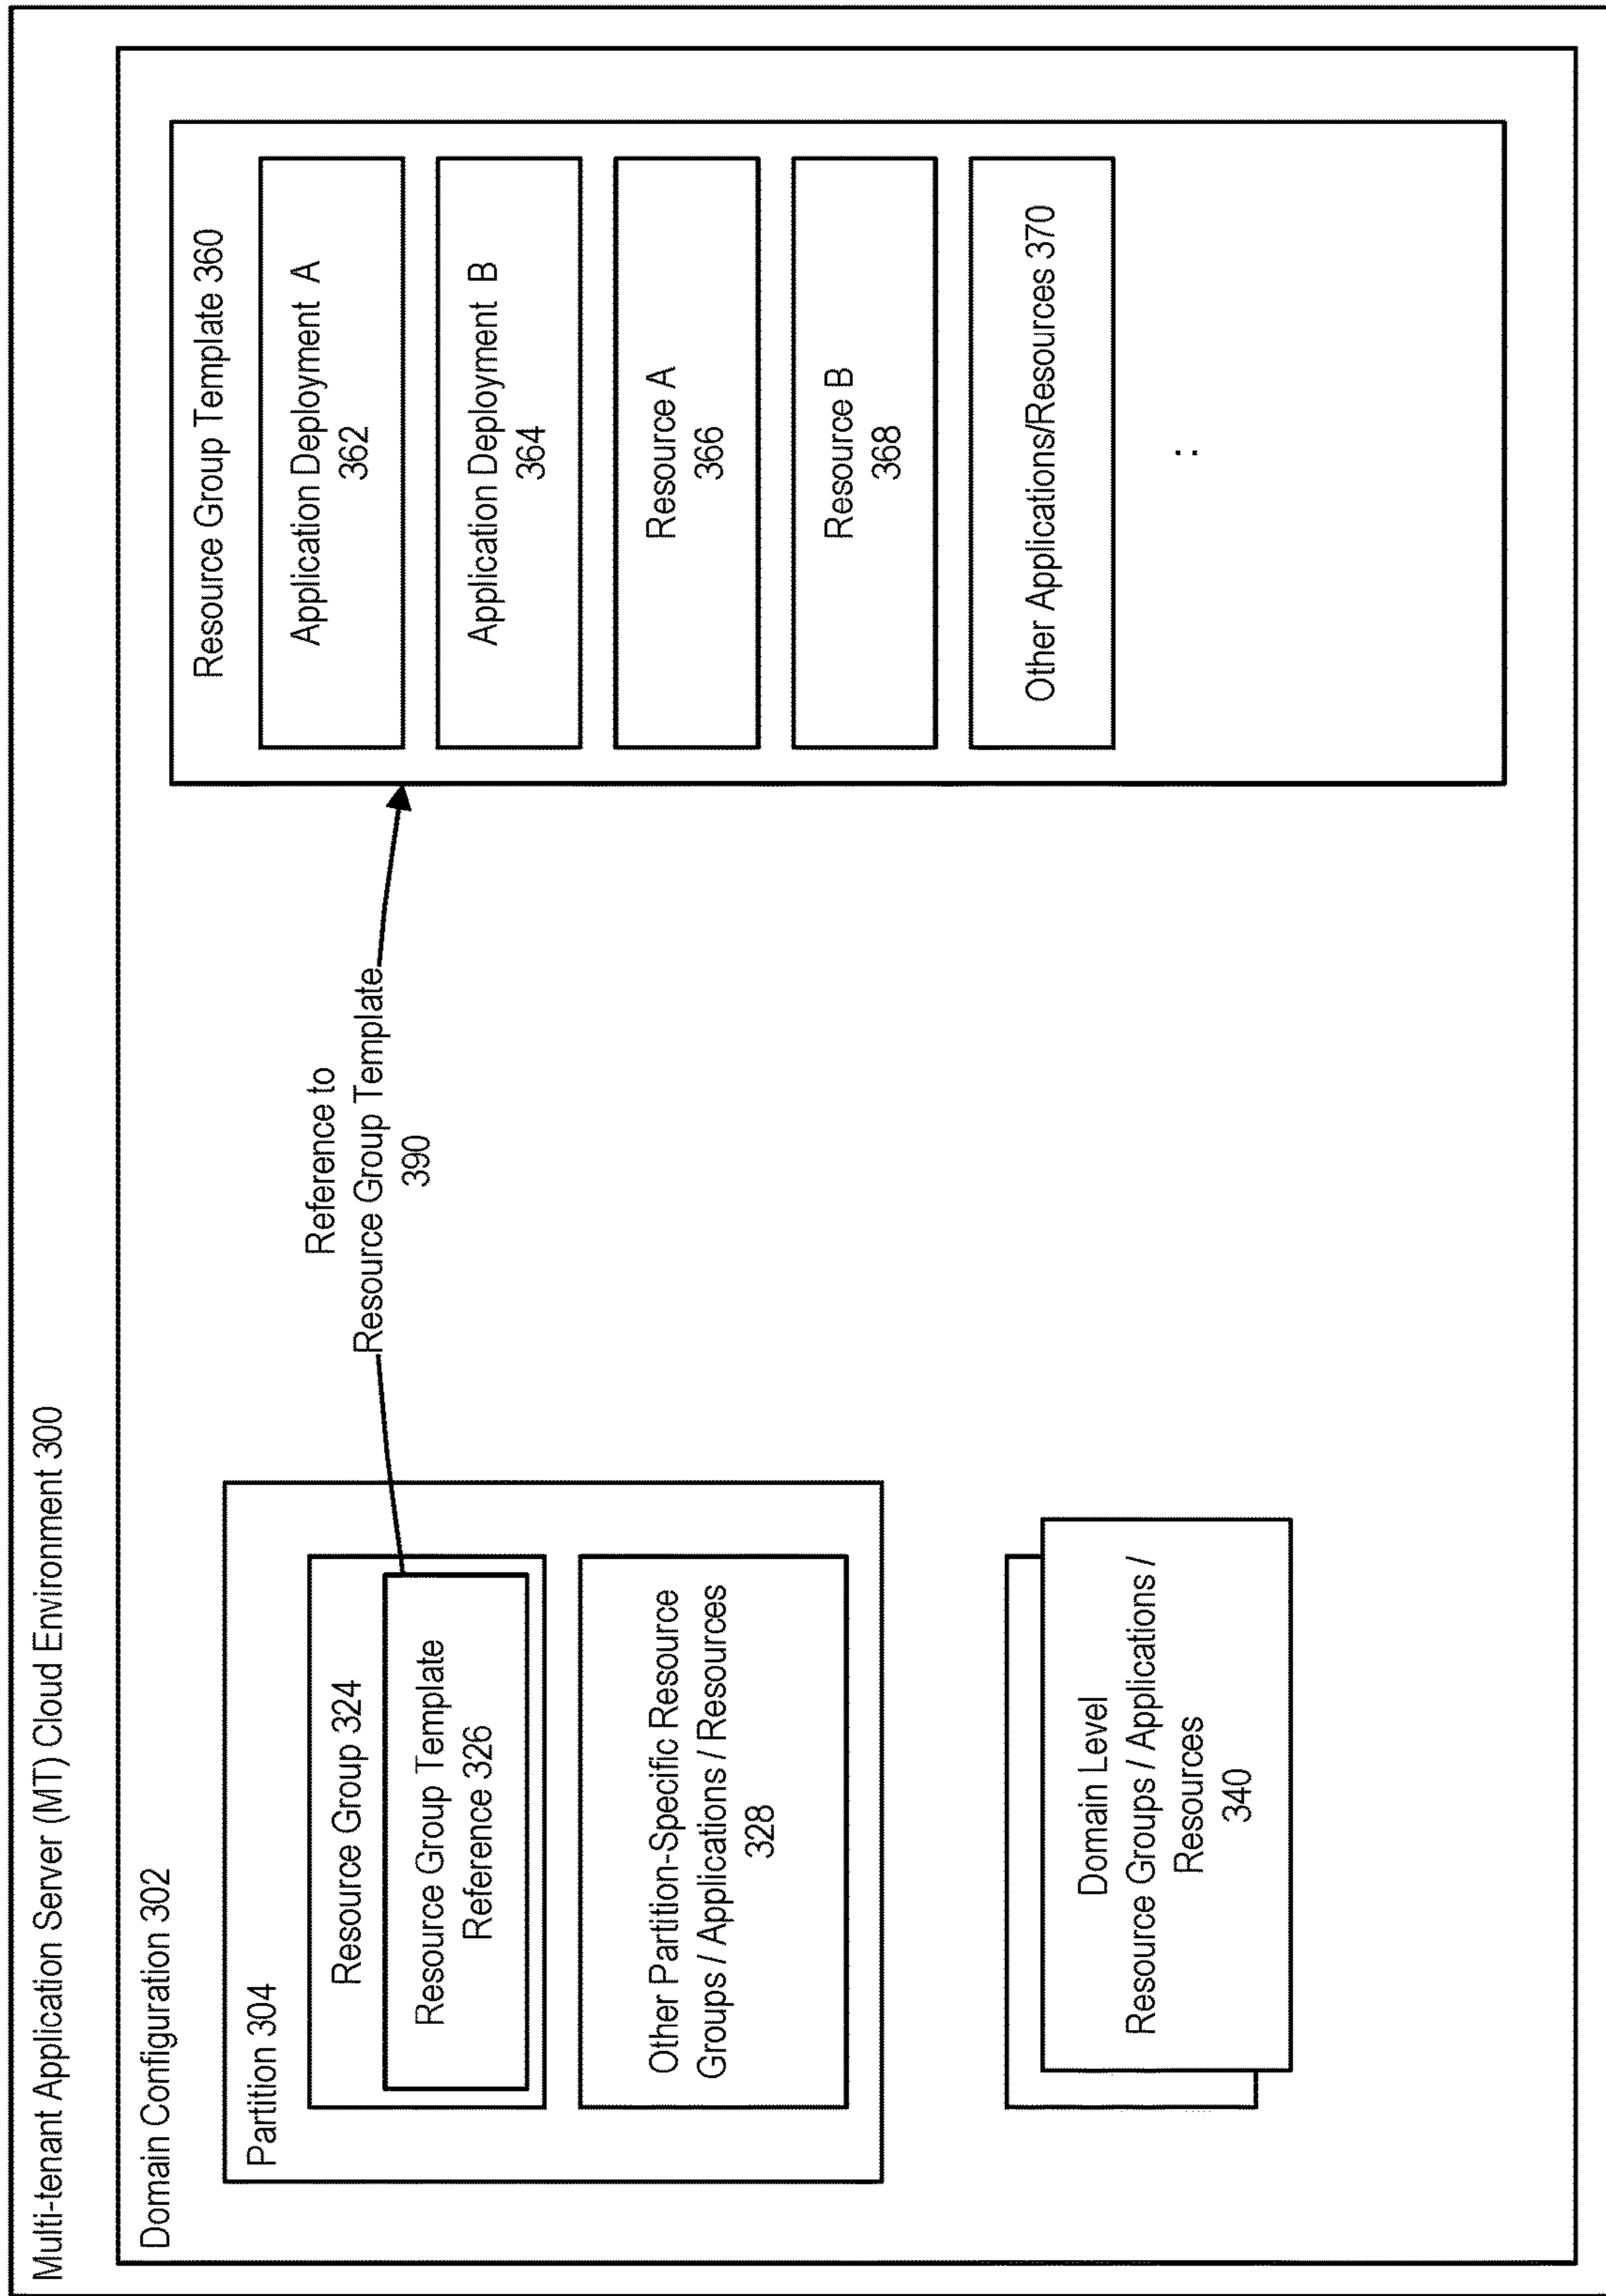 Multi-tenant Application Server (MT) Cloud Environment 300
Domain Configuration 302
Partition 304
Resource Group 324
Resource Group Template
Reference 326
Other Partition-Specific Resource
Groups / Applications / Resources
328
Domain Level
Resource Groups / Applications /
Resources
340
Reference to
Resource Group Template
390
Resource Group Template 360
Application Deployment A
362
Application Deployment B
364
Resource A
366
Resource B
368
Other Applications/Resources 370